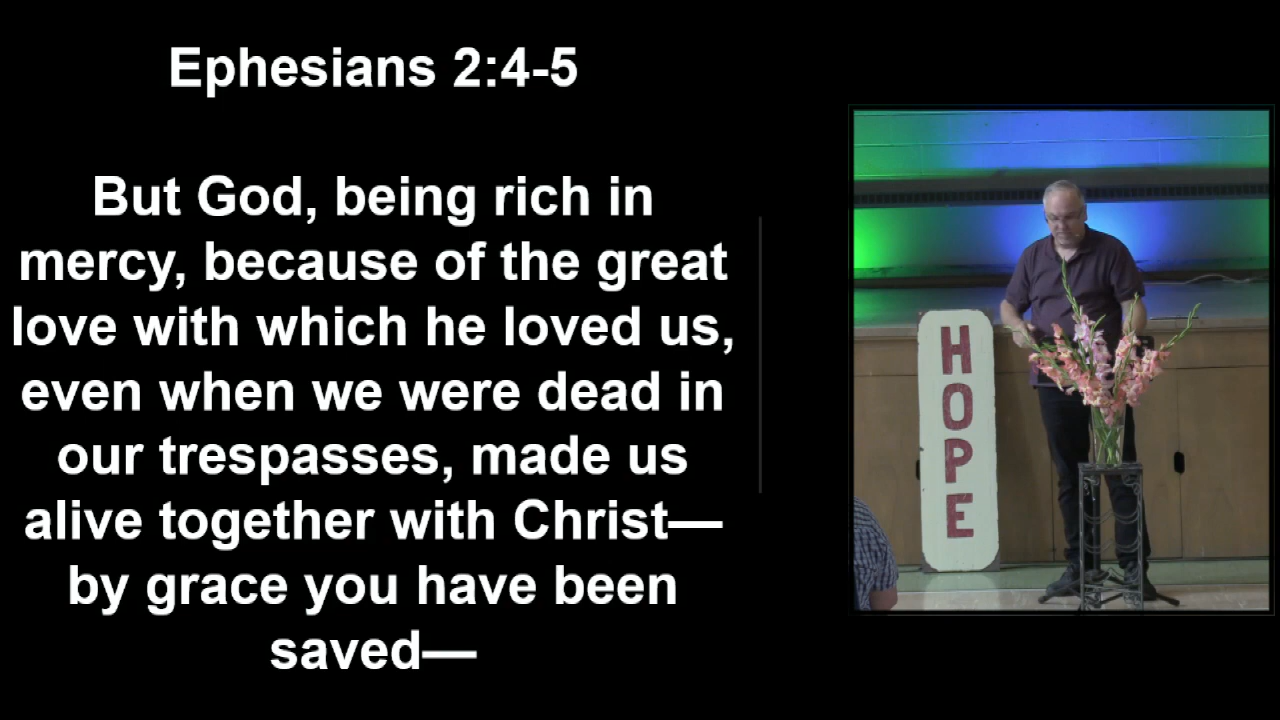 Ephesians 2:4-5
But God, being rich in
mercy, because of the great
love with which he loved us,
even when we were dead in
our trespasses, made us
alive together with Christ—
by grace you have been
saved—
HOPE